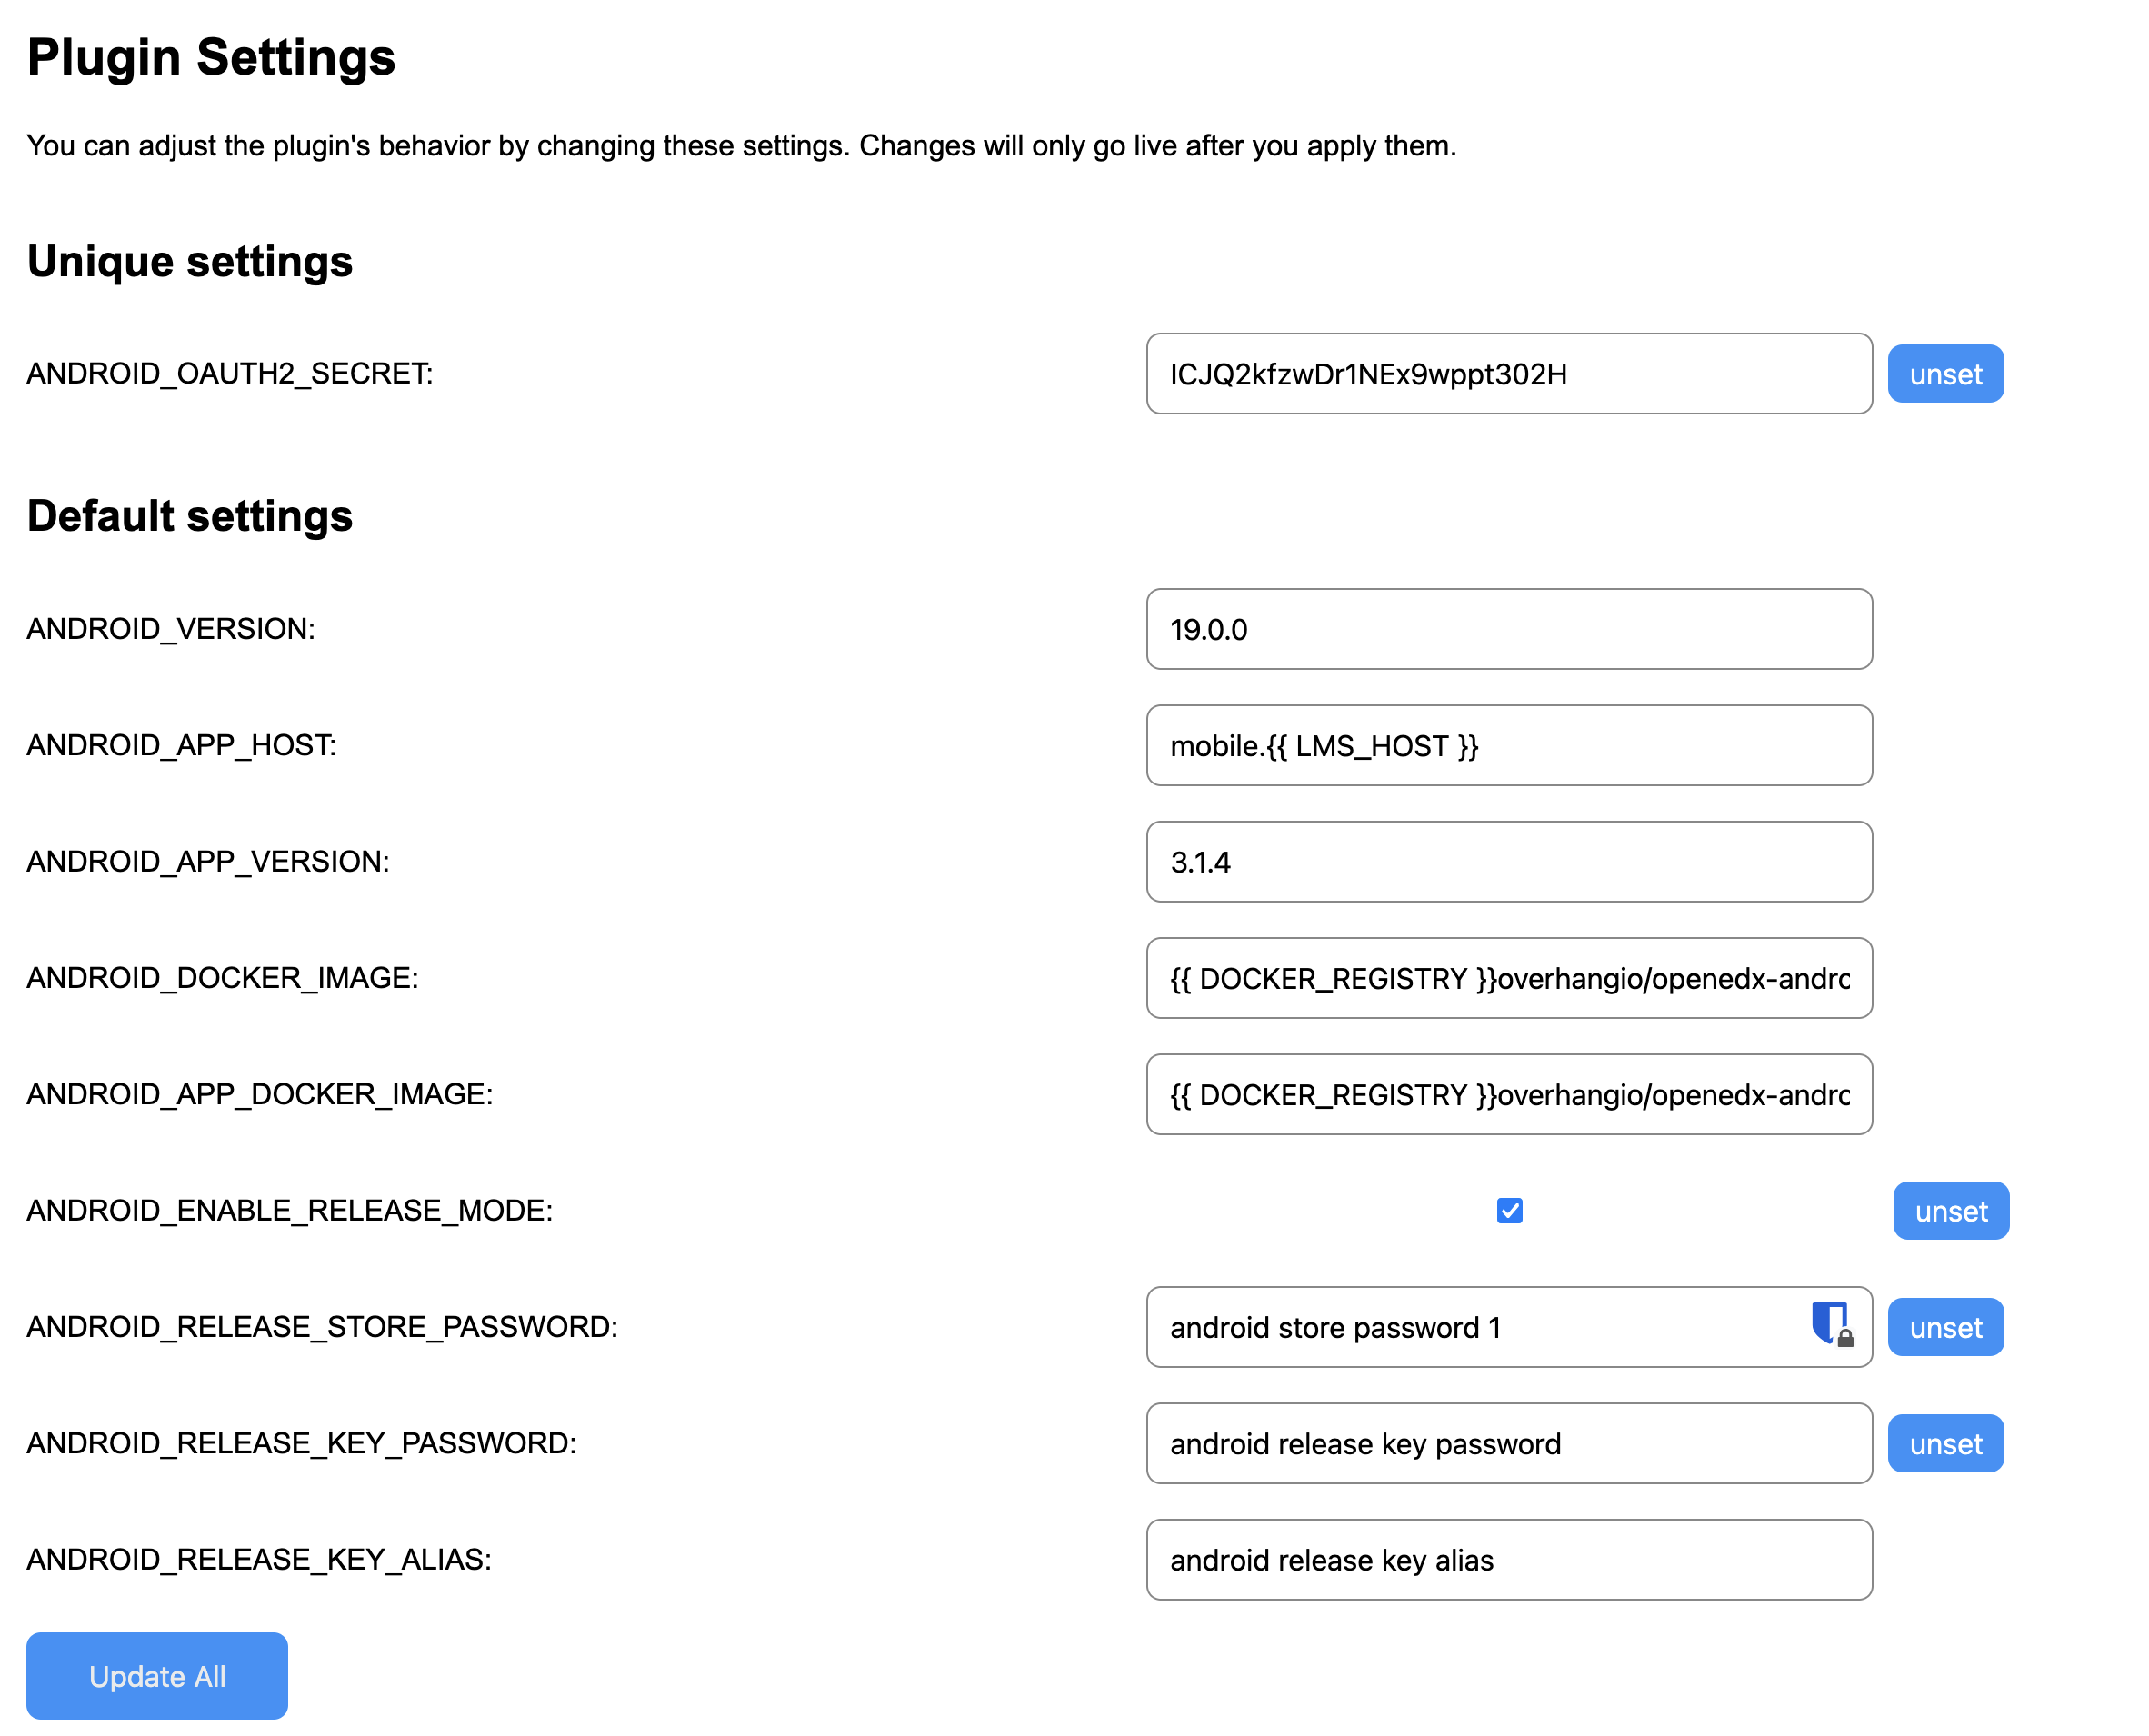 Plugin Settings
You can adjust the plugin's behavior by changing these settings. Changes will only go live after you apply them.
Unique settings
ANDROID_OAUTH2_SECRET: ICJQ2kfzwDr1NEx9wppt302H unset
Default settings
ANDROID_VERSION: 19.0.0
ANDROID_APP_HOST: mobile.{{ LMS_HOST }}
ANDROID_APP_VERSION: 3.1.4
ANDROID_DOCKER_IMAGE: {{ DOCKER_REGISTRY }}overhangio/openedx-andro
ANDROID_APP_DOCKER_IMAGE: {{ DOCKER_REGISTRY }}overhangio/openedx-andro
ANDROID_ENABLE_RELEASE_MODE: unset
ANDROID_RELEASE_STORE_PASSWORD: android store password 1 unset
ANDROID_RELEASE_KEY_PASSWORD: android release key password unset
ANDROID_RELEASE_KEY_ALIAS: android release key alias
Update All